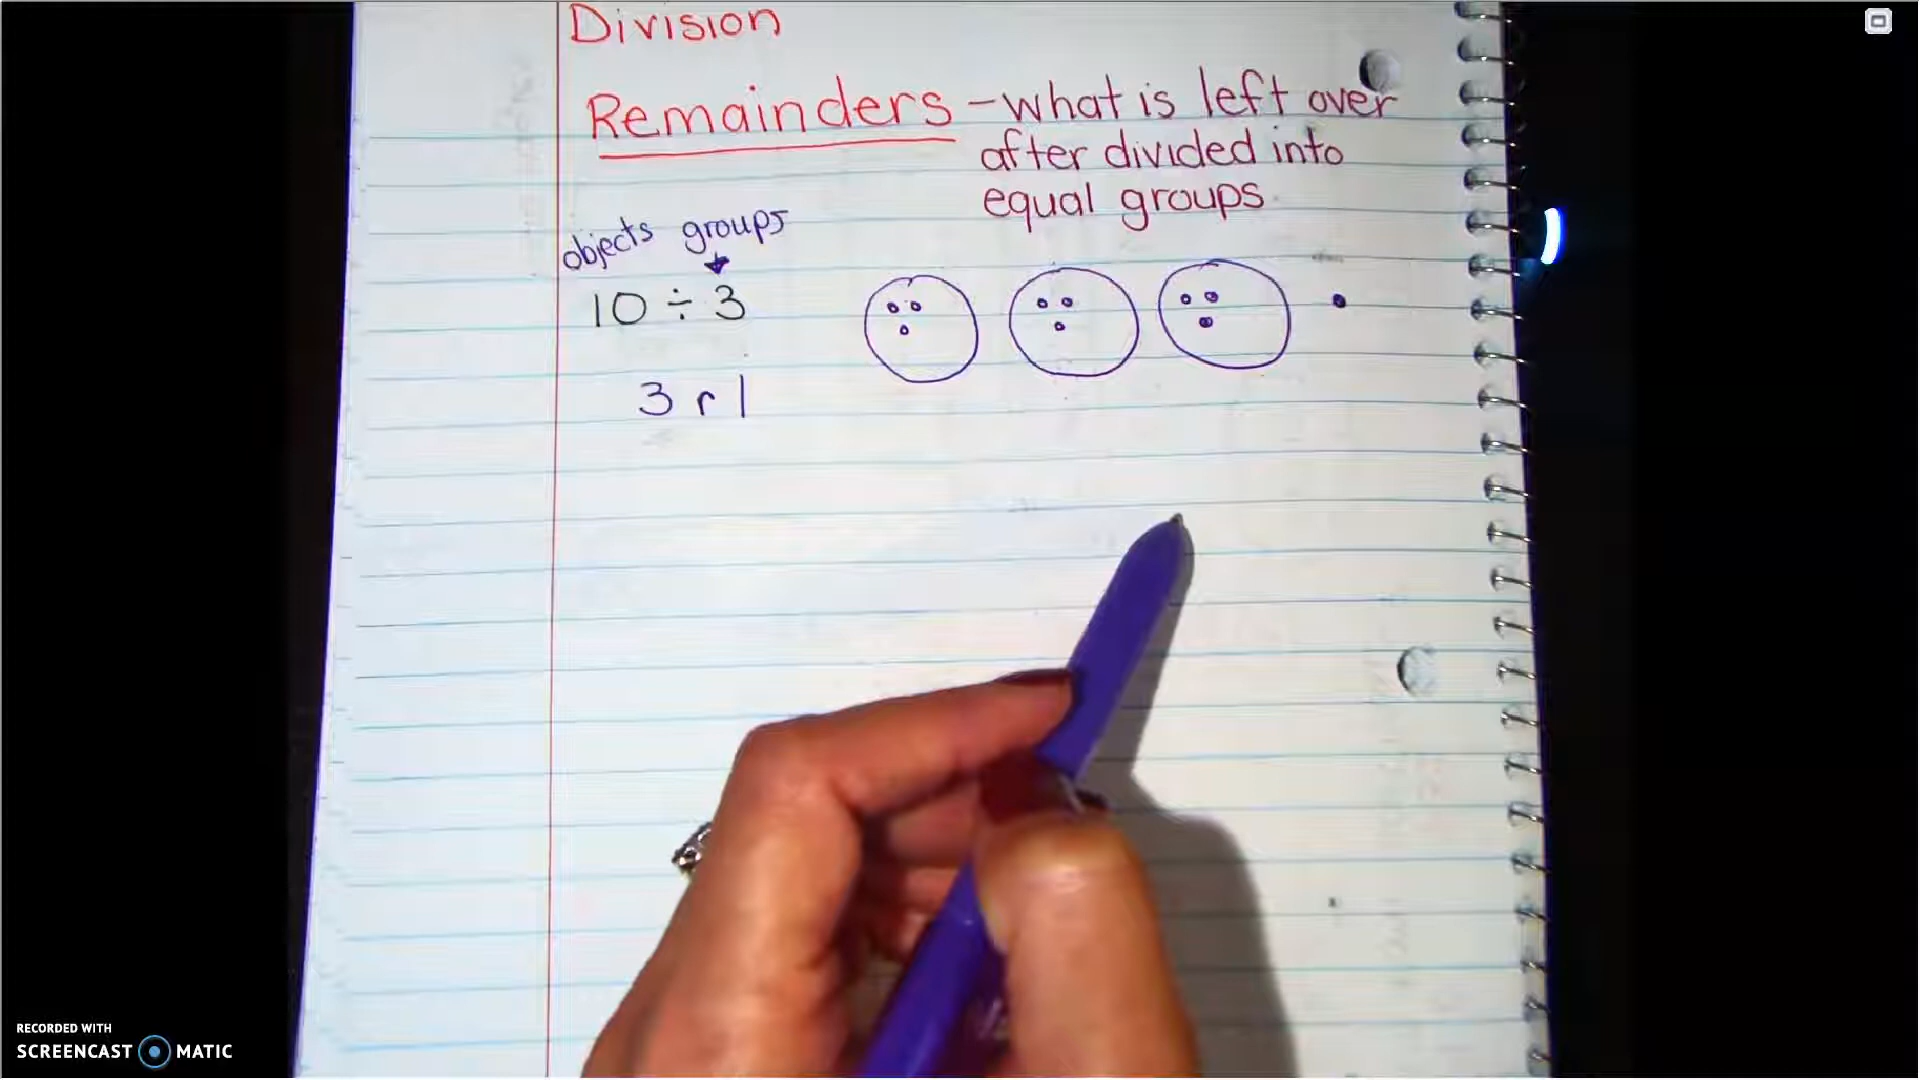 Division
Remainders - what is left over
after divided into
equal groups.
objects groups
10 ÷ 3
3 r 1
RECORDED WITH
SCREENCAST MATIC